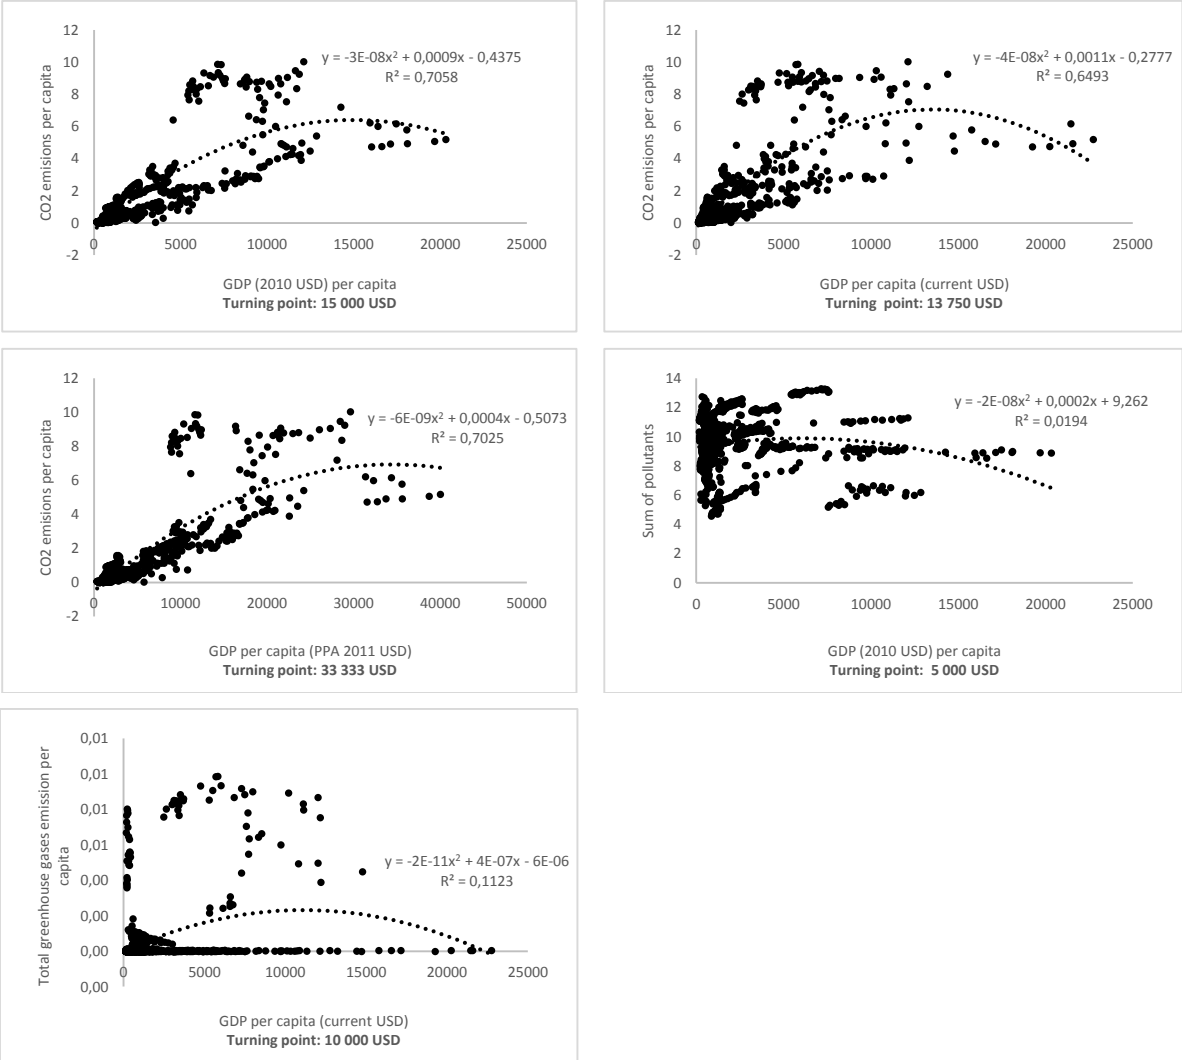 12
10
8
6
4
2
0
-2
CO2 emisions per capita
y = -3E-08x² + 0,0009x - 0,4375
R² = 0,7058
0 5000 10000 15000 20000 25000
GDP (2010 USD) per capita
Turning point: 15 000 USD
12
10
8
6
4
2
0
-2
CO2 emisions per capita
y = -4E-08x² + 0,0011x - 0,2777
R² = 0,6493
0 5000 10000 15000 20000 25000
GDP per capita (current USD)
Turning point: 13 750 USD
12
10
8
6
4
2
0
-2
CO2 emisions per capita
y = -6E-09x² + 0,0004x - 0,5073
R² = 0,7025
0 10000 20000 30000 40000 50000
GDP per capita (PPA 2011 USD)
Turning point: 33 333 USD
14
12
10
8
6
4
2
0
Sum of pollutants
y = -2E-08x² + 0,0002x + 9,262
R² = 0,0194
0 5000 10000 15000 20000 25000
GDP (2010 USD) per capita
Turning point: 5 000 USD
0,01
0,01
0,01
0,01
0,00
0,00
0,00
0,00
Total greenhouse gases emission per
capita
y = -2E-11x² + 4E-07x - 6E-06
R² = 0,1123
0 5000 10000 15000 20000 25000
GDP per capita (current USD)
Turning point: 10 000 USD